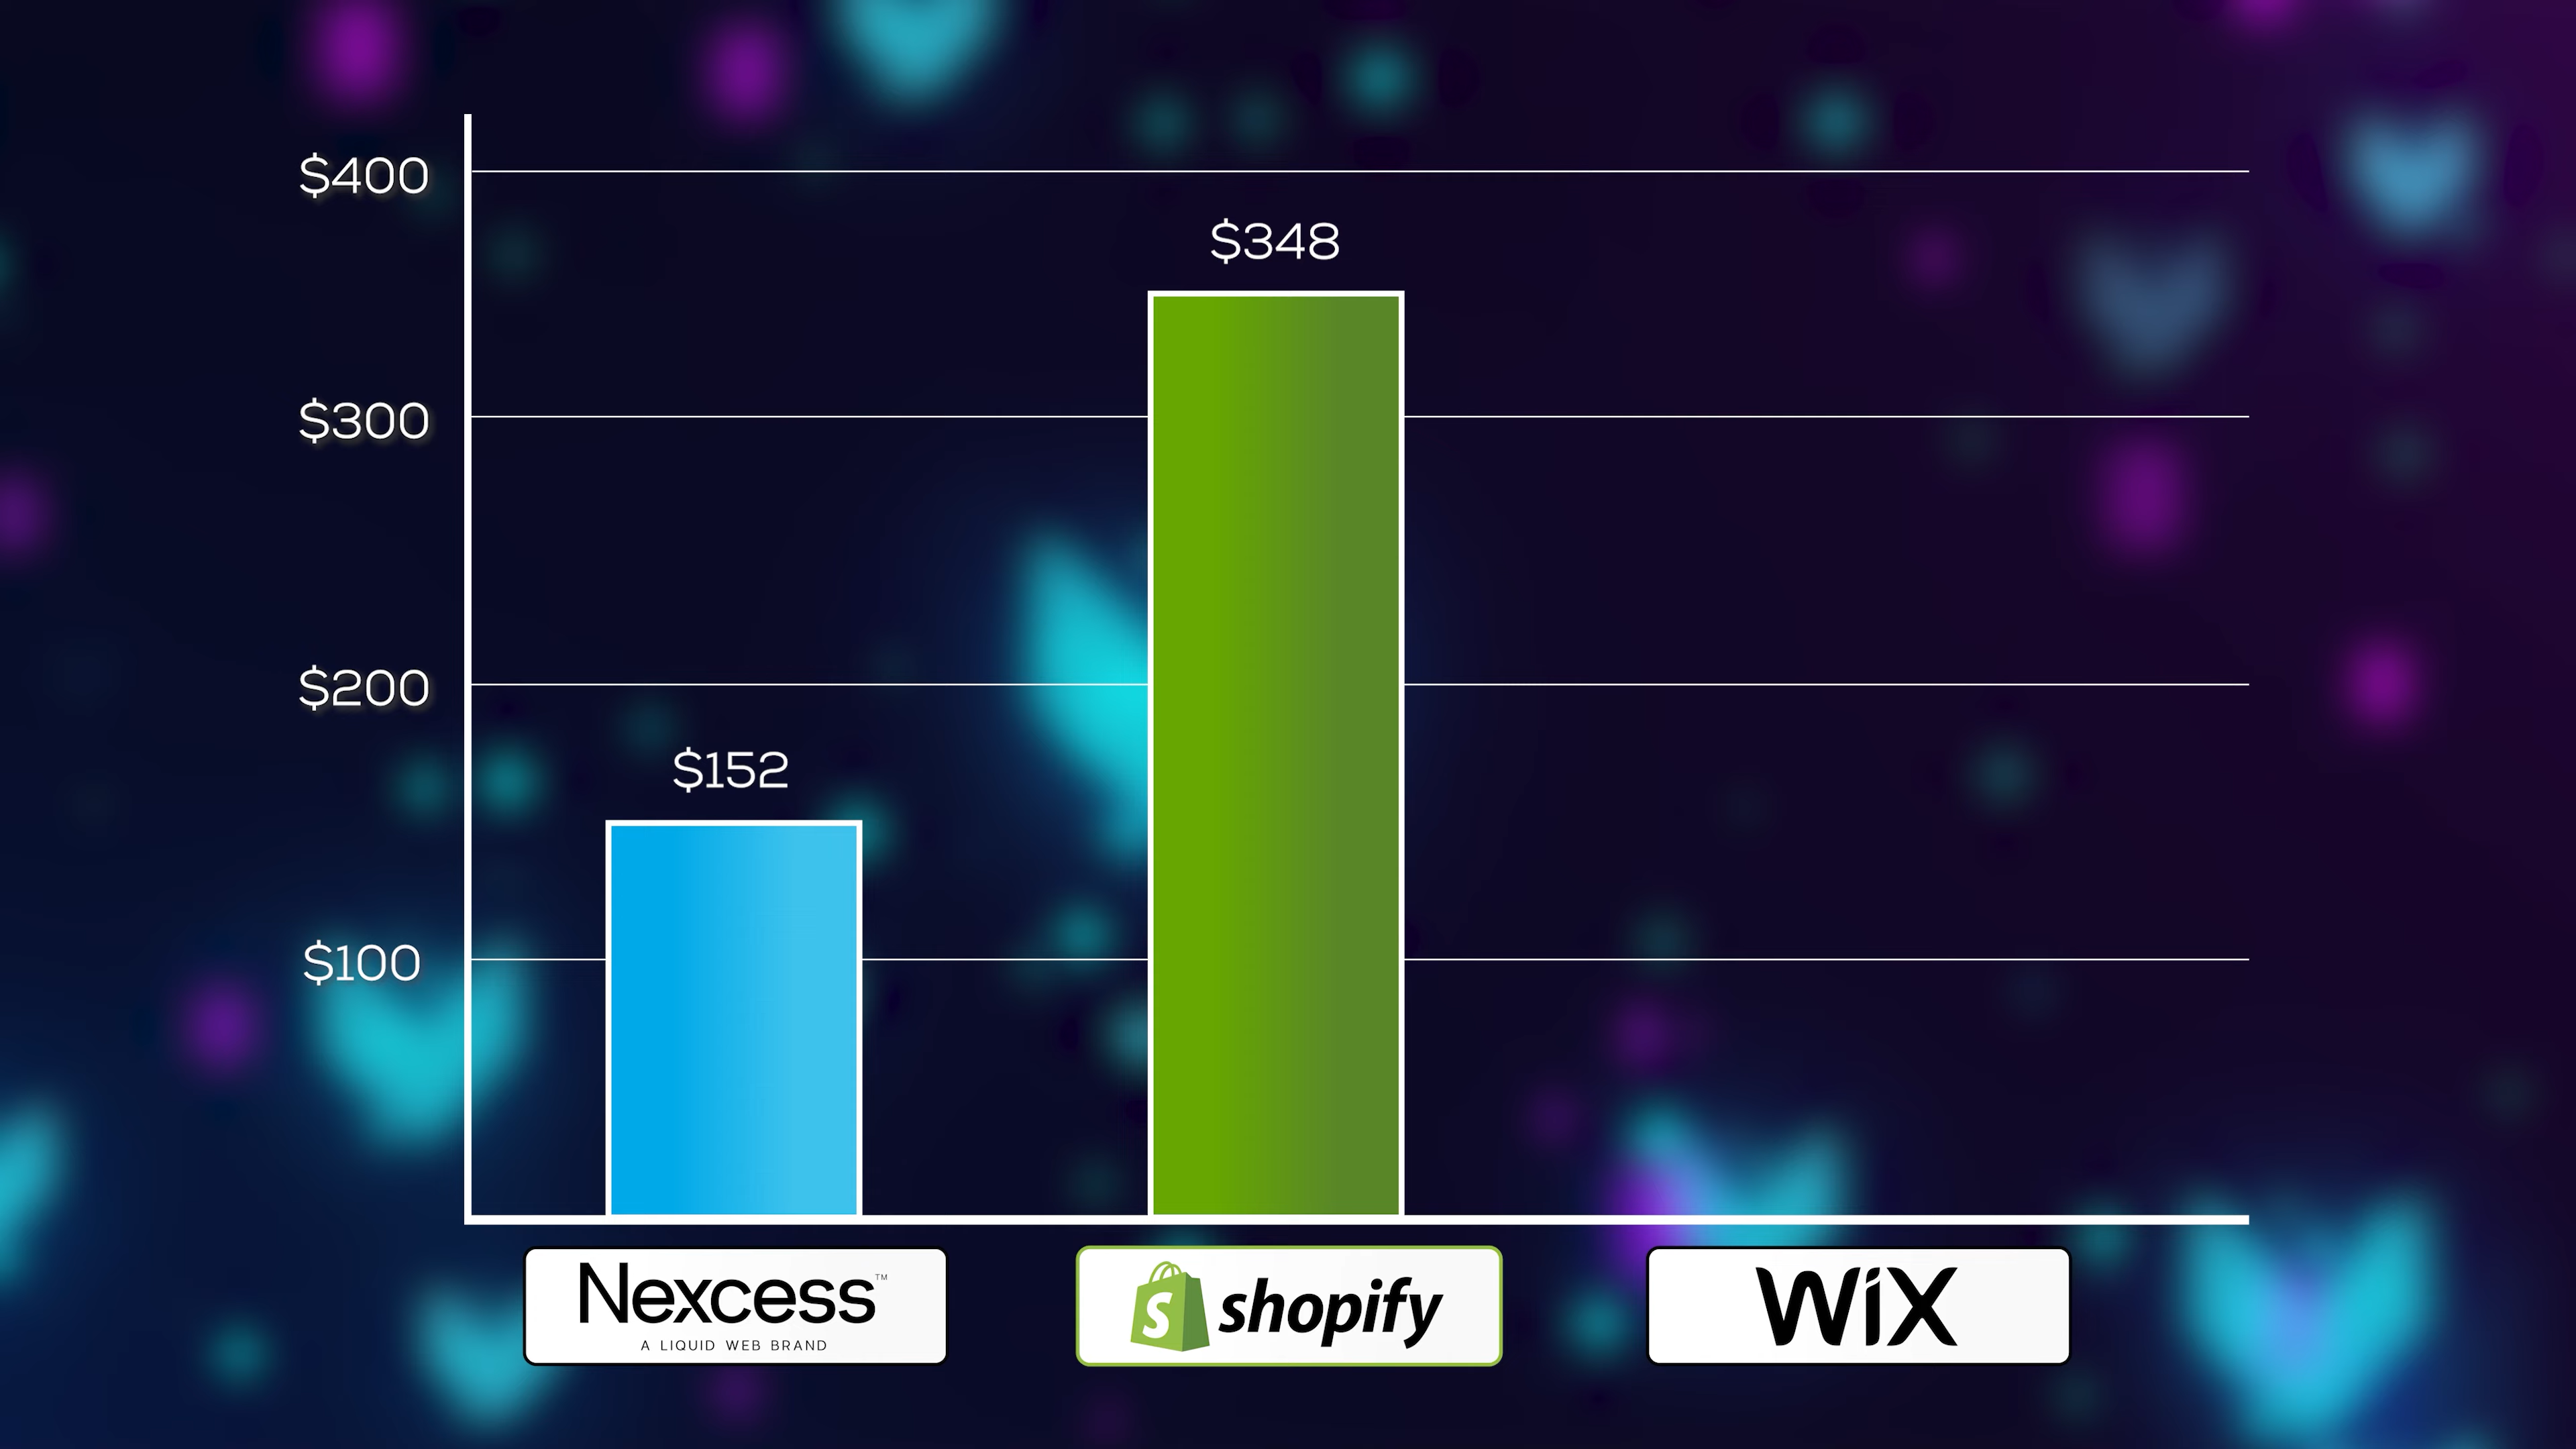 $400
$348
$300
$200
$152
$100
Nexcess™
A LIQUID WEB BRAND
S shopify
WiX